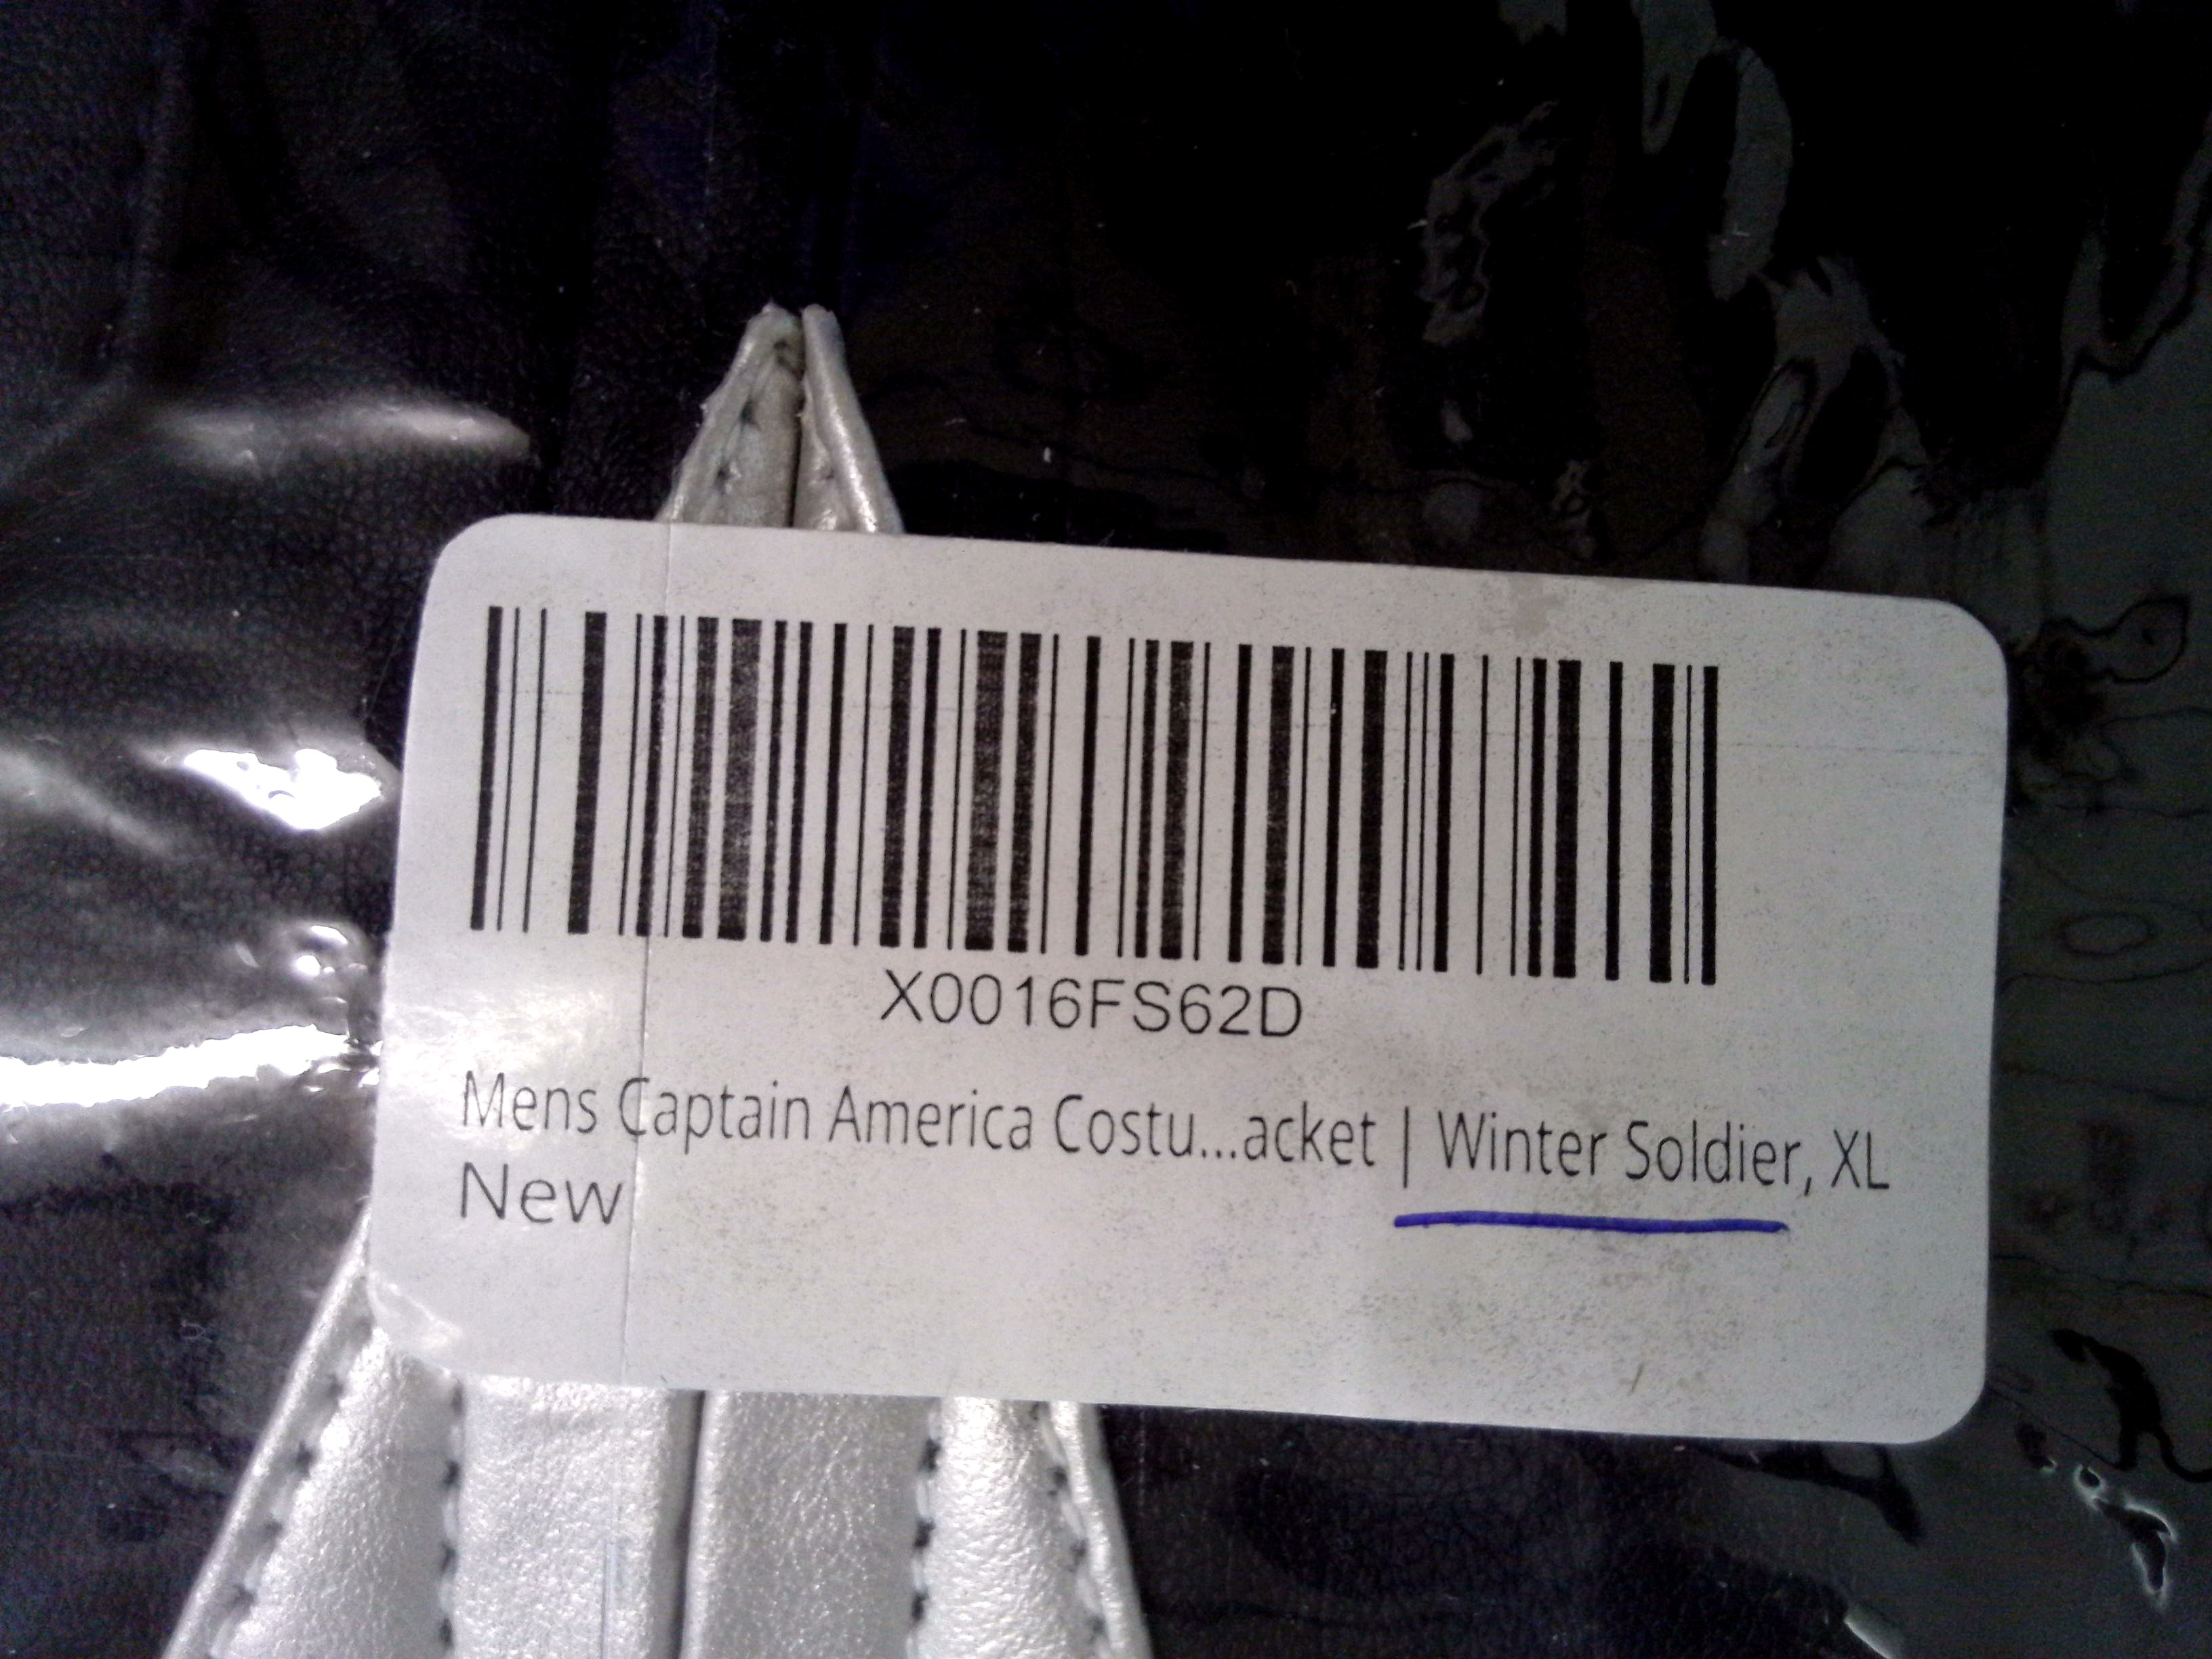 X0016FS62D
Mens Captain America Costu...acket | Winter Soldier, XL
New